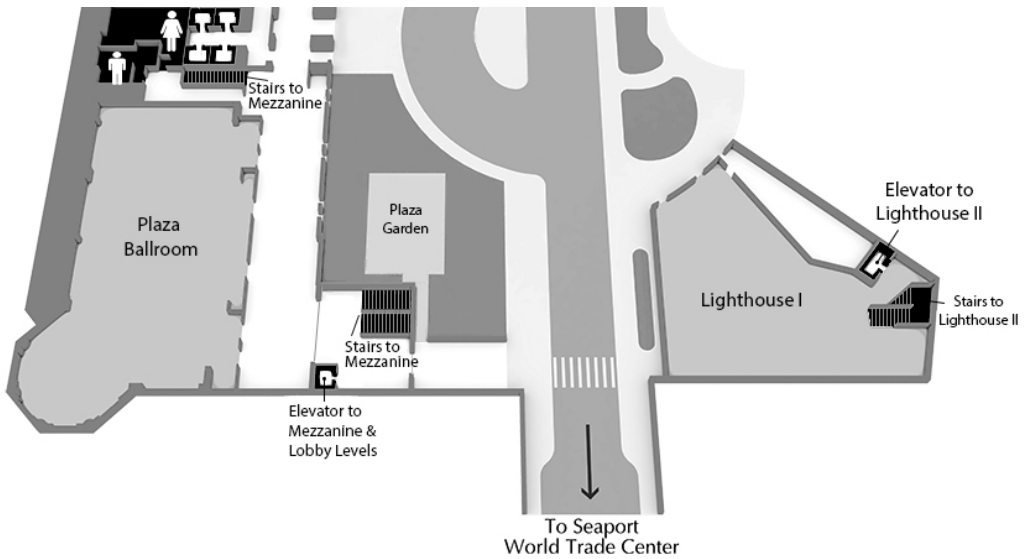 Stairs to
Mezzanine
Plaza
Ballroom
Plaza
Garden
Elevator to
Lighthouse II
Lighthouse I
Stairs to
Lighthouse II
Stairs to
Mezzanine
Elevator to
Mezzanine &
Lobby Levels
To Seaport
World Trade Center